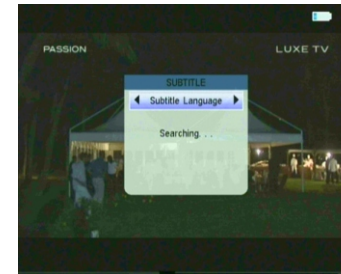 PASSION
LUXE TV
SUBTITLE
Subtitle Language
Searching. . .